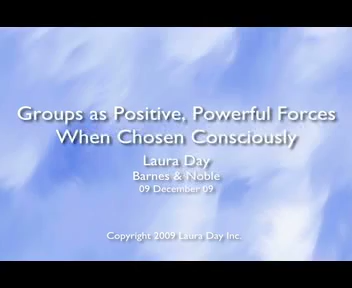 Groups as Positive, Powerful Forces
When Chosen Consciously
Laura Day
Barnes & Noble
09 December 09
Copyright 2009 Laura Day Inc.